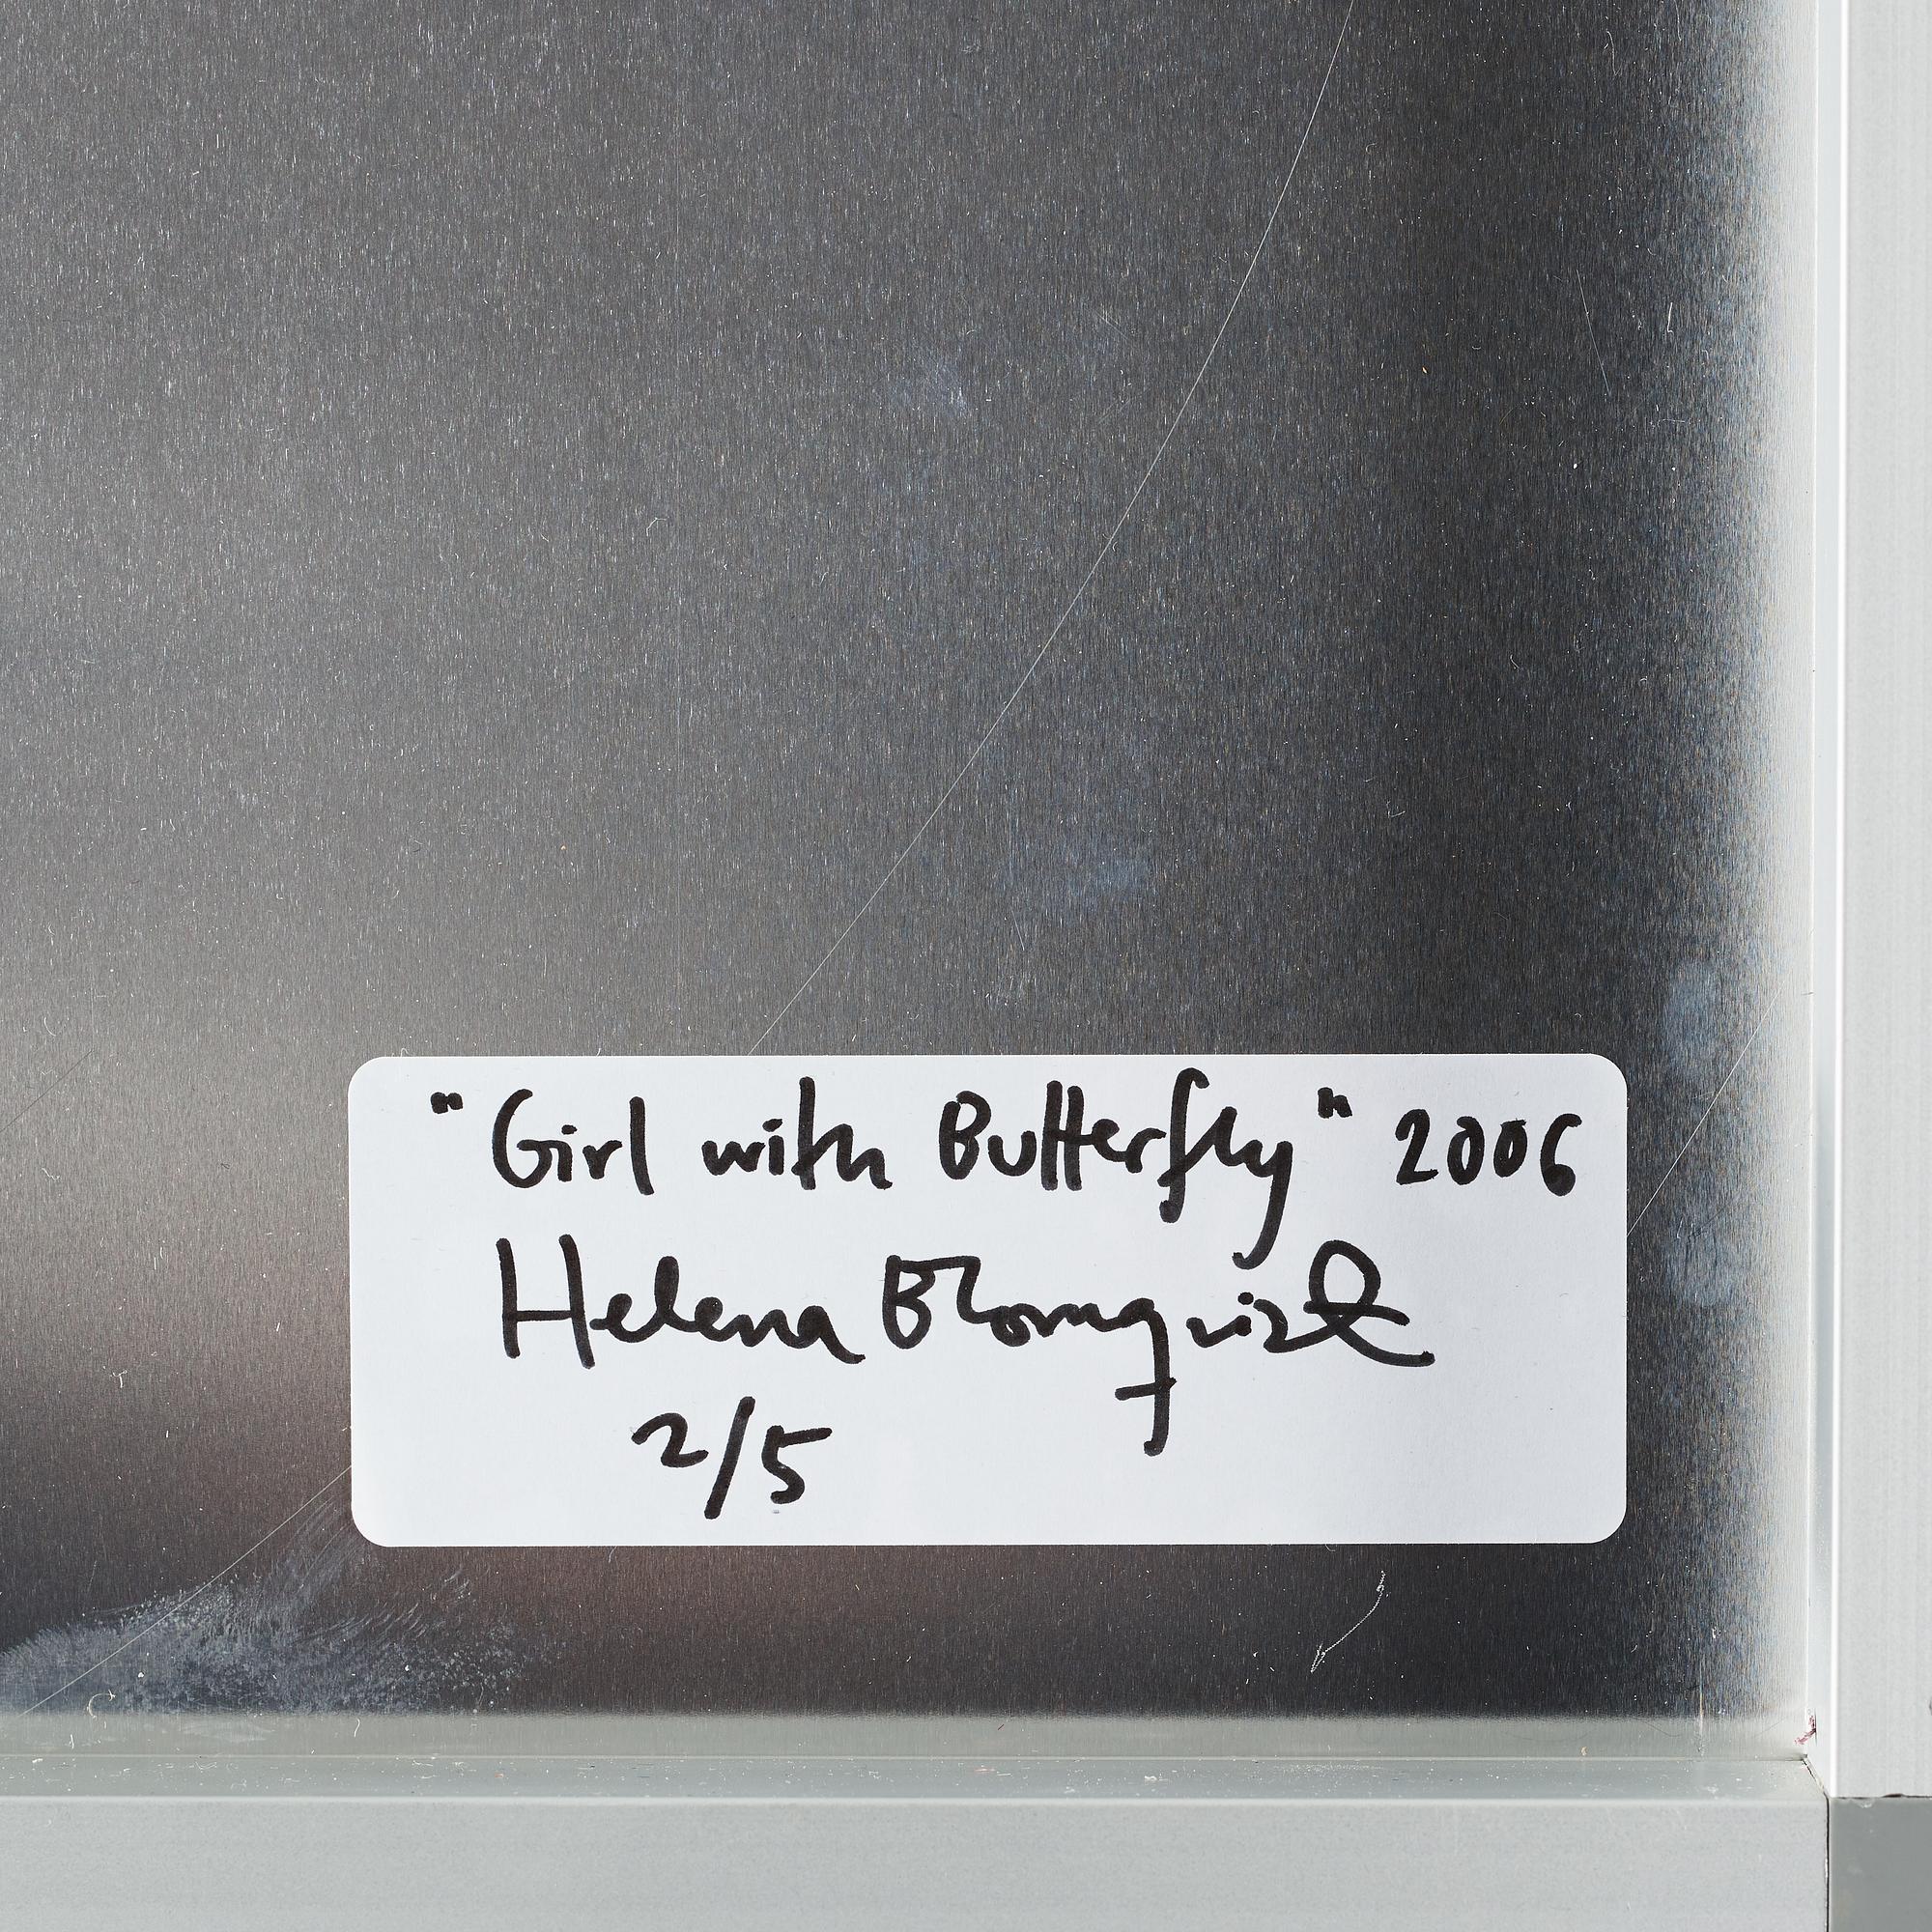 "Girl with Butterfly" 2006
Helena Blomqvist
2/5